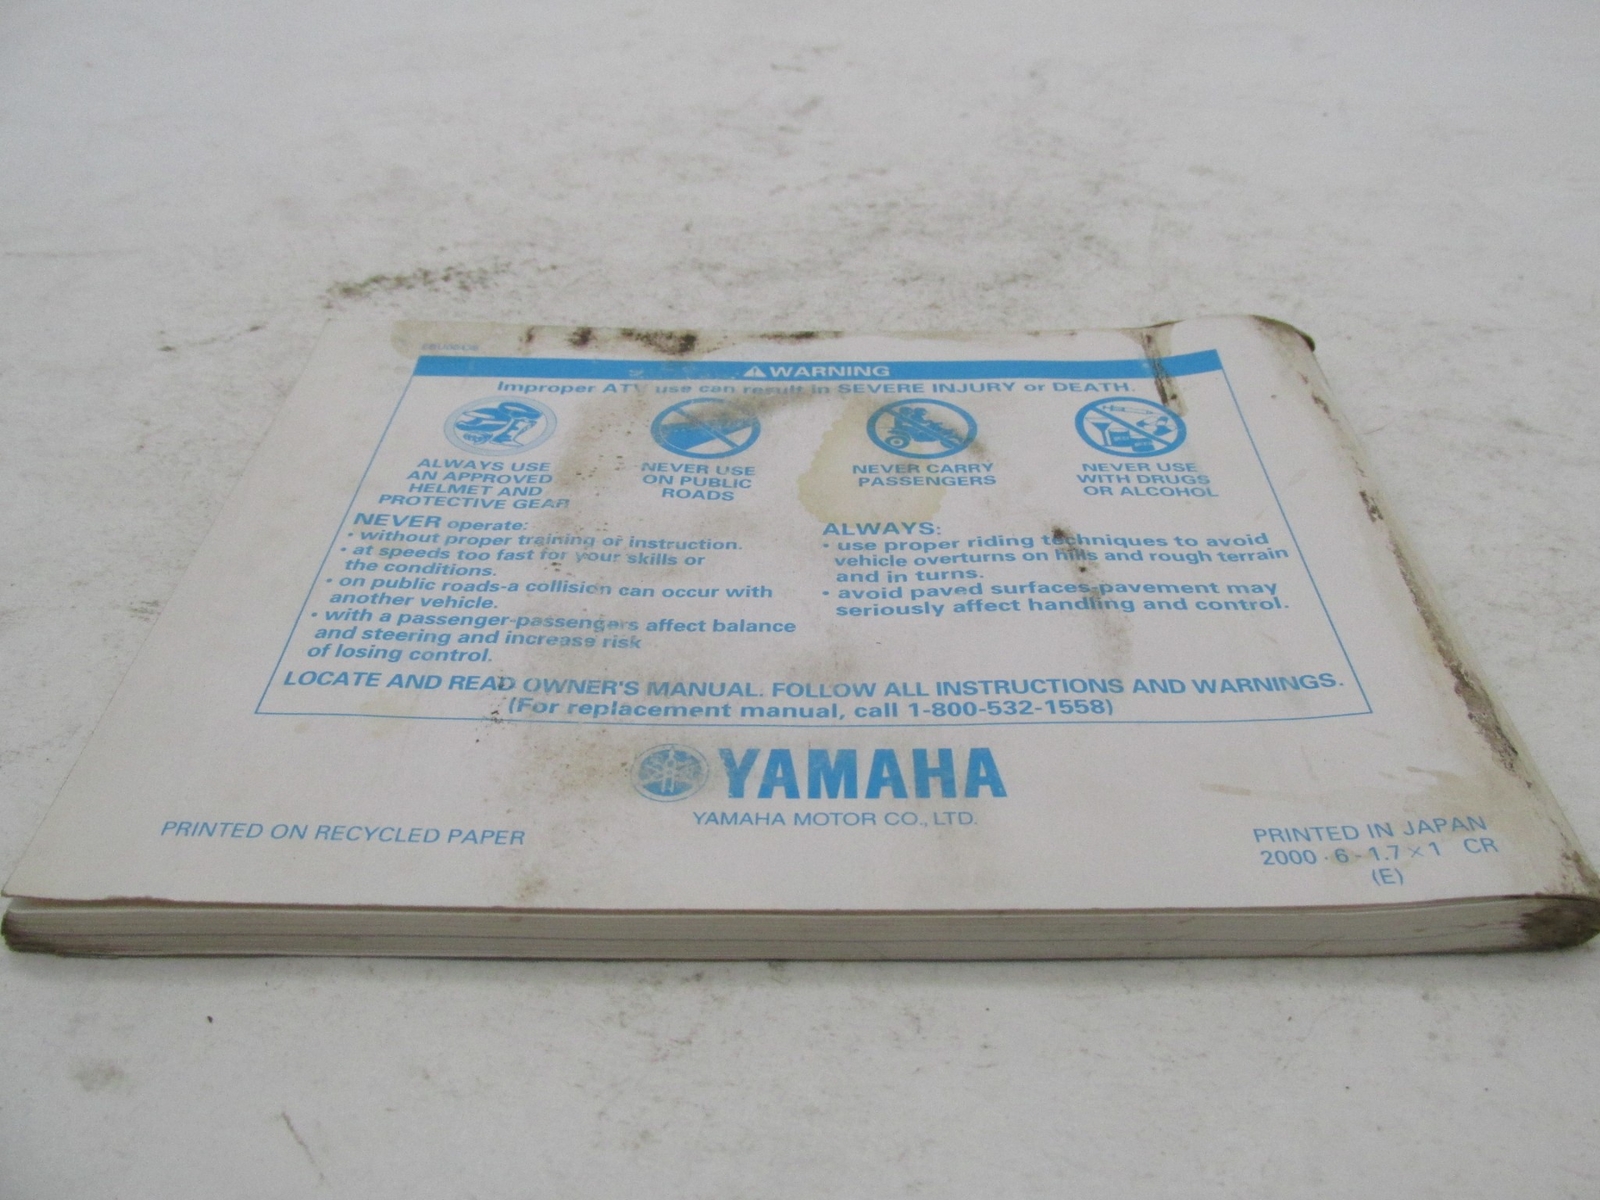 WARNING
Improper ATV use can result in SEVERE INJURY or DEATH.
ALWAYS USE
AN APPROVED
HELMET AND
PROTECTIVE GEAR
NEVER USE
ON PUBLIC
ROADS
NEVER CARRY
PASSENGERS
NEVER USE
WITH DRUGS
OR ALCOHOL
NEVER operate:
• without proper training or instruction.
• at speeds too fast for your skills or
the conditions.
• on public roads-a collision can occur with
another vehicle.
• with a passenger-passengers affect balance
and steering and increase risk
of losing control.
ALWAYS:
• use proper riding techniques to avoid
vehicle overturns on hills and rough terrain
and in turns.
• avoid paved surfaces-pavement may
seriously affect handling and control.
LOCATE AND READ OWNER'S MANUAL. FOLLOW ALL INSTRUCTIONS AND WARNINGS.
(For replacement manual, call 1-800-532-1558)
YAMAHA
YAMAHA MOTOR CO., LTD.
PRINTED ON RECYCLED PAPER
PRINTED IN JAPAN
2000 · 6 - 1.7 × 1 CR
(E)